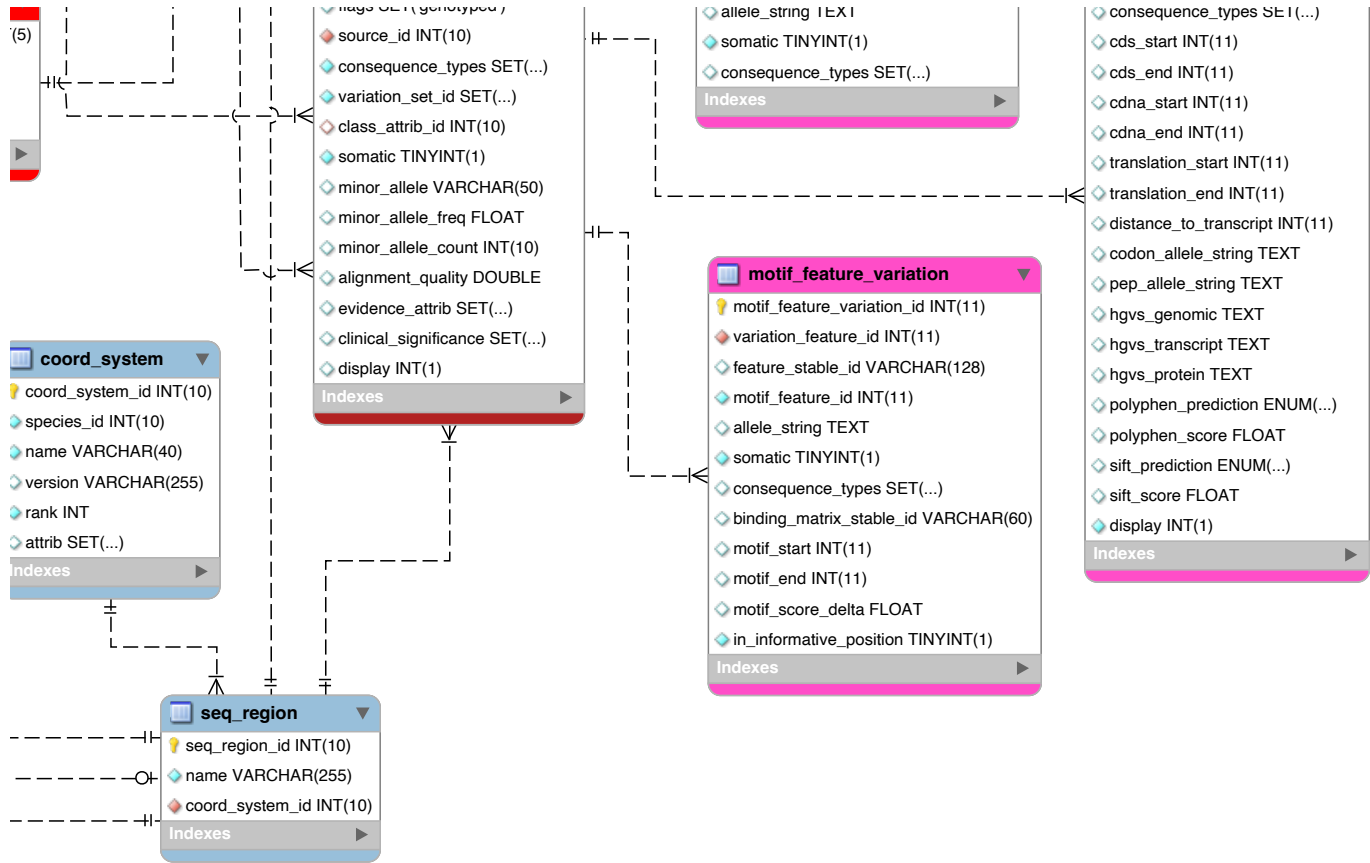 (5)
flags SET('genotyped')
source_id INT(10)
consequence_types SET(...)
variation_set_id SET(...)
class_attrib_id INT(10)
somatic TINYINT(1)
minor_allele VARCHAR(50)
minor_allele_freq FLOAT
minor_allele_count INT(10)
alignment_quality DOUBLE
evidence_attrib SET(...)
clinical_significance SET(...)
display INT(1)
Indexes
allele_string TEXT
somatic TINYINT(1)
consequence_types SET(...)
Indexes
consequence_types SET(...)
cds_start INT(11)
cds_end INT(11)
cdna_start INT(11)
cdna_end INT(11)
translation_start INT(11)
translation_end INT(11)
distance_to_transcript INT(11)
codon_allele_string TEXT
pep_allele_string TEXT
hgvs_genomic TEXT
hgvs_transcript TEXT
hgvs_protein TEXT
polyphen_prediction ENUM(...)
polyphen_score FLOAT
sift_prediction ENUM(...)
sift_score FLOAT
display INT(1)
Indexes
motif_feature_variation
motif_feature_variation_id INT(11)
variation_feature_id INT(11)
feature_stable_id VARCHAR(128)
motif_feature_id INT(11)
allele_string TEXT
somatic TINYINT(1)
consequence_types SET(...)
binding_matrix_stable_id VARCHAR(60)
motif_start INT(11)
motif_end INT(11)
motif_score_delta FLOAT
in_informative_position TINYINT(1)
Indexes
coord_system
coord_system_id INT(10)
species_id INT(10)
name VARCHAR(40)
version VARCHAR(255)
rank INT
attrib SET(...)
Indexes
seq_region
seq_region_id INT(10)
name VARCHAR(255)
coord_system_id INT(10)
Indexes